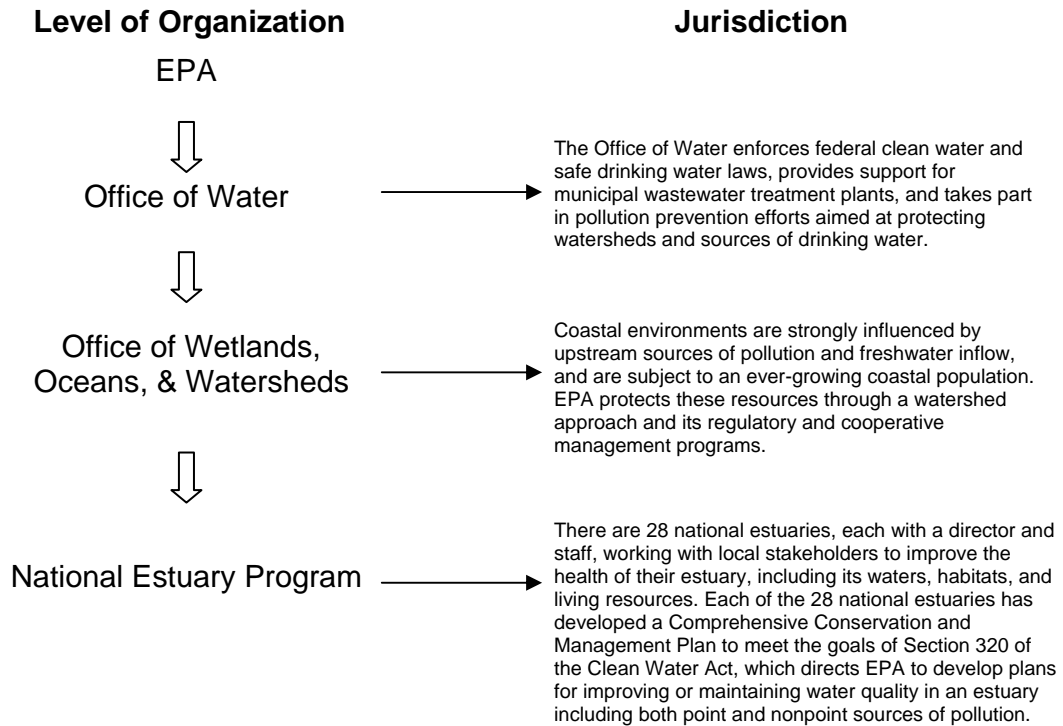 Level of Organization
Jurisdiction
EPA
Office of Water
The Office of Water enforces federal clean water and
safe drinking water laws, provides support for
municipal wastewater treatment plants, and takes part
in pollution prevention efforts aimed at protecting
watersheds and sources of drinking water.
Office of Wetlands,
Oceans, & Watersheds
Coastal environments are strongly influenced by
upstream sources of pollution and freshwater inflow,
and are subject to an ever-growing coastal population.
EPA protects these resources through a watershed
approach and its regulatory and cooperative
management programs.
National Estuary Program
There are 28 national estuaries, each with a director and
staff, working with local stakeholders to improve the
health of their estuary, including its waters, habitats, and
living resources. Each of the 28 national estuaries has
developed a Comprehensive Conservation and
Management Plan to meet the goals of Section 320 of
the Clean Water Act, which directs EPA to develop plans
for improving or maintaining water quality in an estuary
including both point and nonpoint sources of pollution.